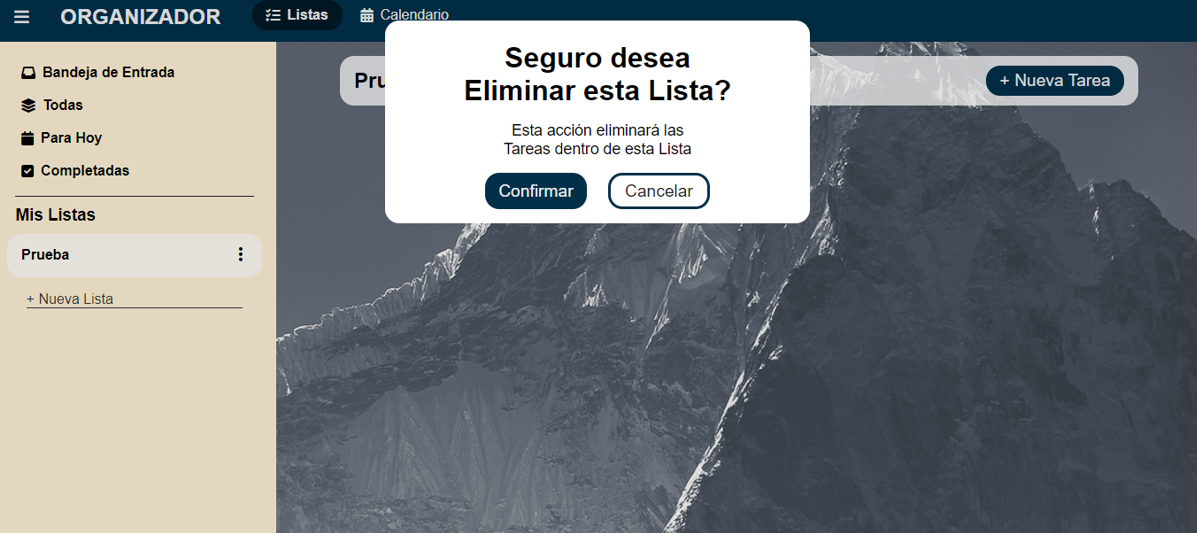 ORGANIZADOR
Listas
Calendario
Bandeja de Entrada
Todas
Para Hoy
Completadas
Mis Listas
Prueba
+ Nueva Lista
+ Nueva Tarea
Seguro desea
Eliminar esta Lista?
Esta acción eliminará las
Tareas dentro de esta Lista
Confirmar
Cancelar